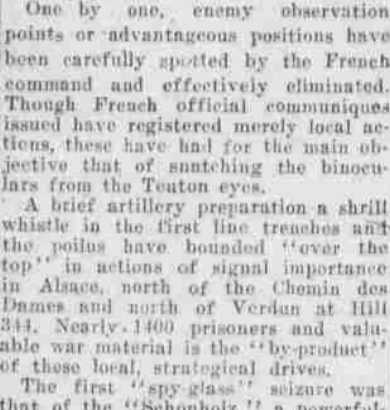 One by one, enemy observation
points or advantageous positions have
been carefully spotted by the French
command and effectively eliminated.
Though French official communiques
issued have registered merely local ac-
tions, these have had for the main ob-
jective that of snatching the binocu-
lars from the Teuton eyes.
A brief artillery preparation a shrill
whistle in the first line trenches and
the poilus have bounded "over the
top" in actions of signal importance
in Alsace, north of the Chemin des
Dames and north of Verdun at Hill
344. Nearly 1400 prisoners and valu-
able war material is the "by-product"
of these local, strategical drives.
The first "spy-glass" seizure was
that of the "Schonholz," a powerful-